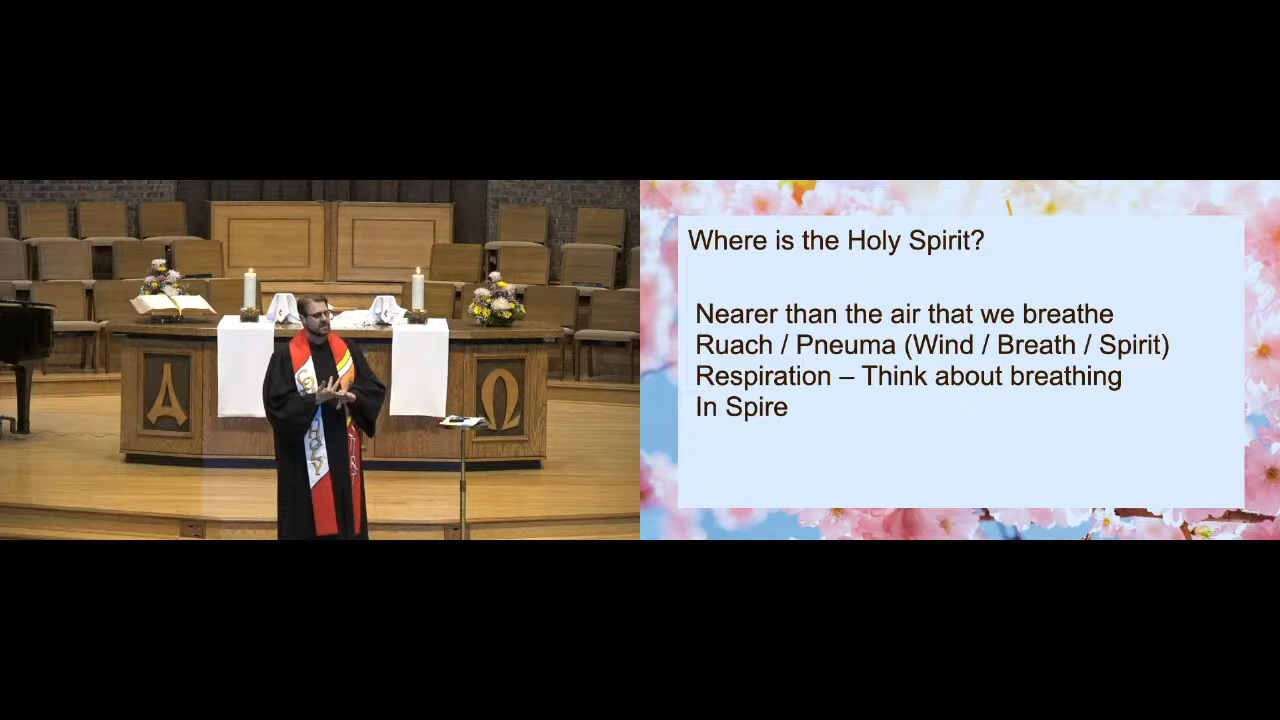 Α
Ω
HOLY
Where is the Holy Spirit?
Nearer than the air that we breathe
Ruach / Pneuma (Wind / Breath / Spirit)
Respiration – Think about breathing
In Spire